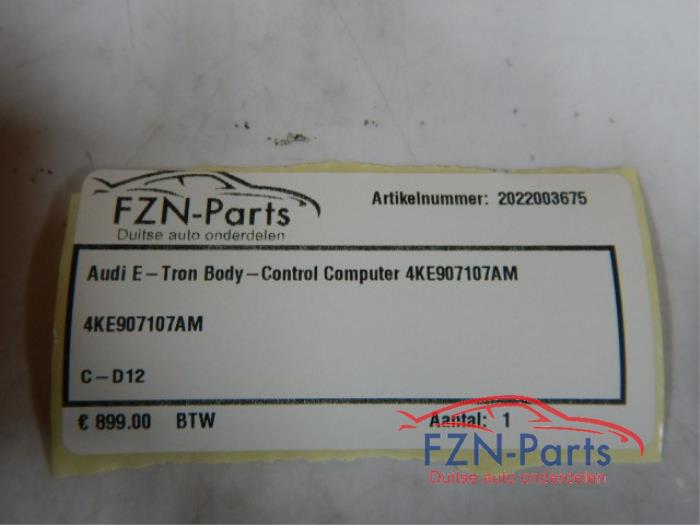 FZN-Parts
Duitse auto onderdelen
Artikelnummer: 2022003675
Audi E-Tron Body-Control Computer 4KE907107AM
4KE907107AM
C-D12
€ 899.00 BTW Aantal: 1
FZN-Parts
Duitse auto onderdelen